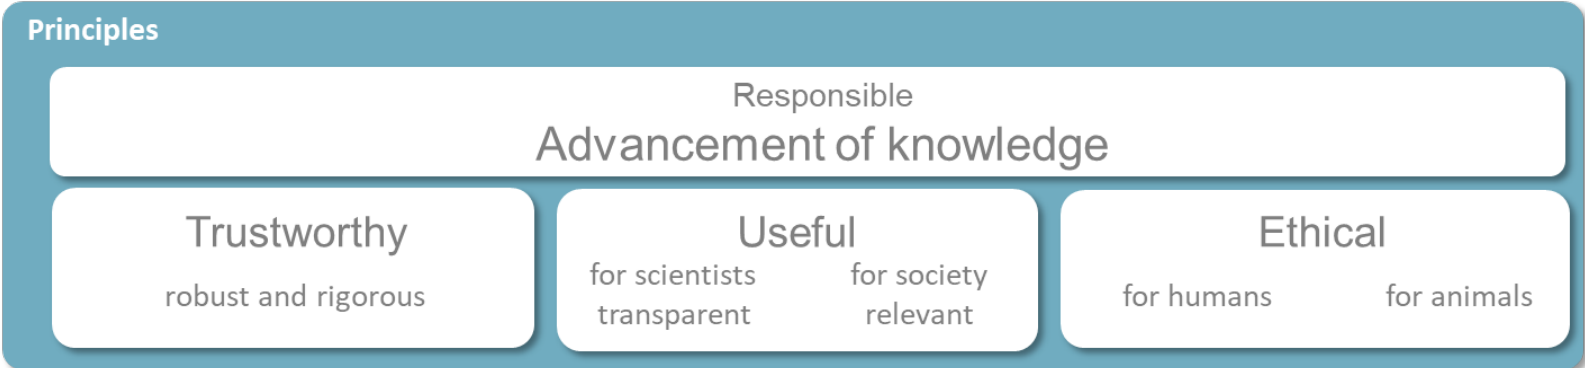 Principles
Responsible
Advancement of knowledge
Trustworthy
robust and rigorous
Useful
for scientists for society
transparent relevant
Ethical
for humans for animals